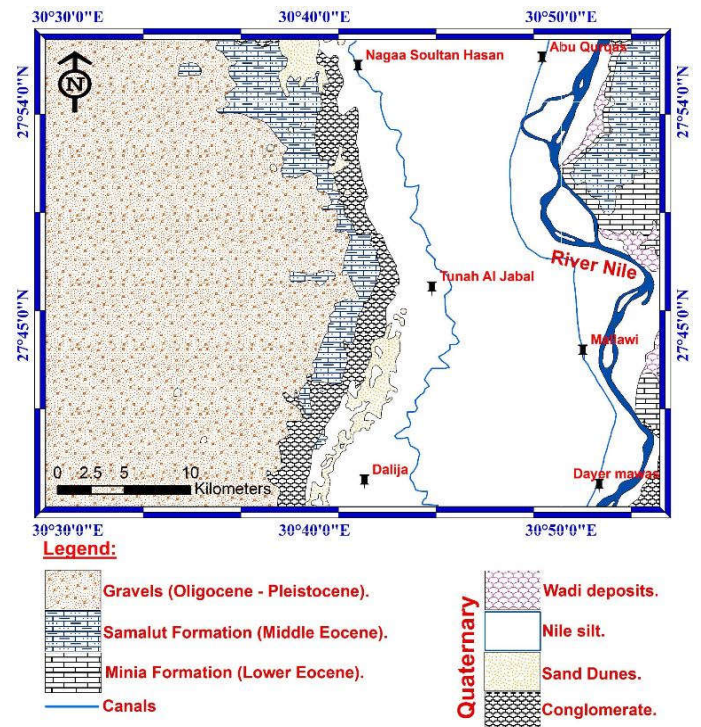 30°30'0"E 30°40'0"E 30°50'0"E
27°54'0"N
27°45'0"N
27°54'0"N
27°45'0"N
N
Nagaa Soultan Hasan
Abu Qurqas
River Nile
Tunah Al Jabal
Mallawi
Dalija
Dayer mawas
0 2.5 5 10
Kilometers
30°30'0"E 30°40'0"E 30°50'0"E
Legend:
Gravels (Oligocene - Pleistocene).
Samalut Formation (Middle Eocene).
Minia Formation (Lower Eocene).
Canals
Quaternary
Wadi deposits.
Nile silt.
Sand Dunes.
Conglomerate.